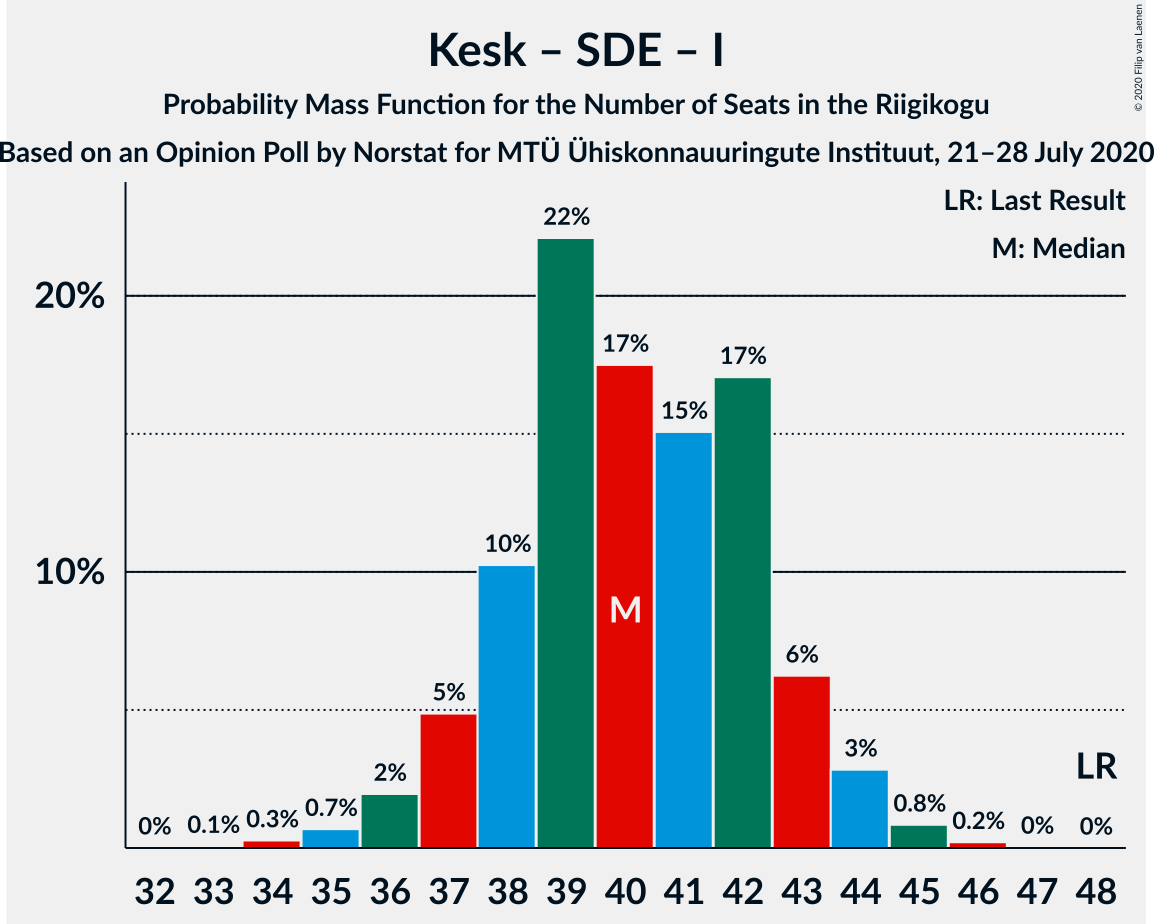 Kesk – SDE – I
Probability Mass Function for the Number of Seats in the Riigikogu
Based on an Opinion Poll by Norstat for MTÜ Ühiskonnauuringute Instituut, 21–28 July 2020
© 2020 Filip van Laenen
LR: Last Result
M: Median
20%
10%
0% 0.1% 0.3% 0.7% 2% 5% 10% 22% 17% 15% 17% 6% 3% 0.8% 0.2% 0% 0%
M
LR
32 33 34 35 36 37 38 39 40 41 42 43 44 45 46 47 48